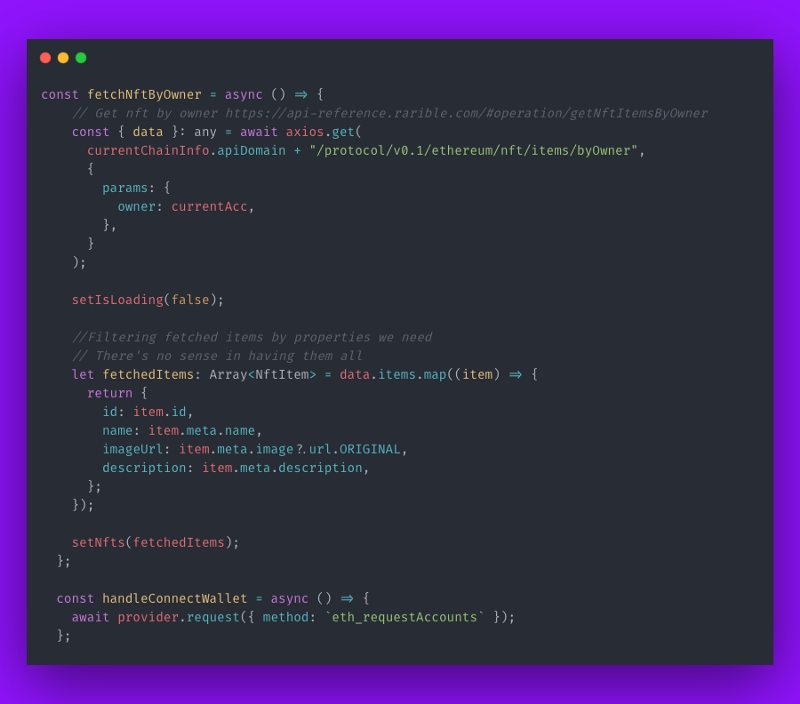 const fetchNftByOwner = async () => {
    // Get nft by owner https://api-reference.rarible.com/#operation/getNftItemsByOwner
    const { data }: any = await axios.get(
      currentChainInfo.apiDomain + "/protocol/v0.1/ethereum/nft/items/byOwner",
      {
        params: {
          owner: currentAcc,
        },
      }
    );

    setIsLoading(false);

    //Filtering fetched items by properties we need
    // There's no sense in having them all
    let fetchedItems: Array<NftItem> = data.items.map((item) => {
      return {
        id: item.id,
        name: item.meta.name,
        imageUrl: item.meta.image?.url.ORIGINAL,
        description: item.meta.description,
      };
    });

    setNfts(fetchedItems);
  };

  const handleConnectWallet = async () => {
    await provider.request({ method: `eth_requestAccounts` });
  };